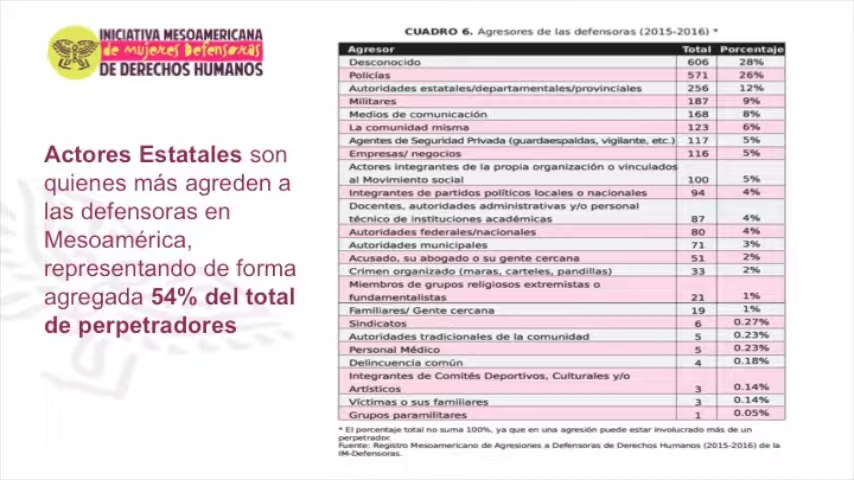 INICIATIVA MESOAMERICANA
de mujeres Defensoras
DE DERECHOS HUMANOS
Actores Estatales son
quienes más agreden a
las defensoras en
Mesoamérica,
representando de forma
agregada 54% del total
de perpetradores
CUADRO 6. Agresores de las defensoras (2015-2016) *
Agresor Total Porcentaje
Desconocido 606 28%
Policías 571 26%
Autoridades estatales/departamentales/provinciales 256 12%
Militares 187 9%
Medios de comunicación 168 8%
La comunidad misma 123 6%
Agentes de Seguridad Privada (guardaespaldas, vigilante, etc.) 117 5%
Empresas/ negocios 116 5%
Actores integrantes de la propia organización o vinculados
al Movimiento social 100 5%
Integrantes de partidos políticos locales o nacionales 94 4%
Docentes, autoridades administrativas y/o personal
técnico de instituciones académicas 87 4%
Autoridades federales/nacionales 80 4%
Autoridades municipales 71 3%
Acusado, su abogado o su gente cercana 51 2%
Crimen organizado (maras, carteles, pandillas) 33 2%
Miembros de grupos religiosos extremistas o
fundamentalistas 21 1%
Familiares/ Gente cercana 19 1%
Sindicatos 6 0.27%
Autoridades tradicionales de la comunidad 5 0.23%
Personal Médico 5 0.23%
Delincuencia común 4 0.18%
Integrantes de Comités Deportivos, Culturales y/o
Artísticos 3 0.14%
Víctimas o sus familiares 3 0.14%
Grupos paramilitares 1 0.05%
* El porcentaje total no suma 100%, ya que en una agresión puede estar involucrado más de un
perpetrador.
Fuente: Registro Mesoamericano de Agresiones a Defensoras de Derechos Humanos (2015-2016) de la
IM-Defensoras.